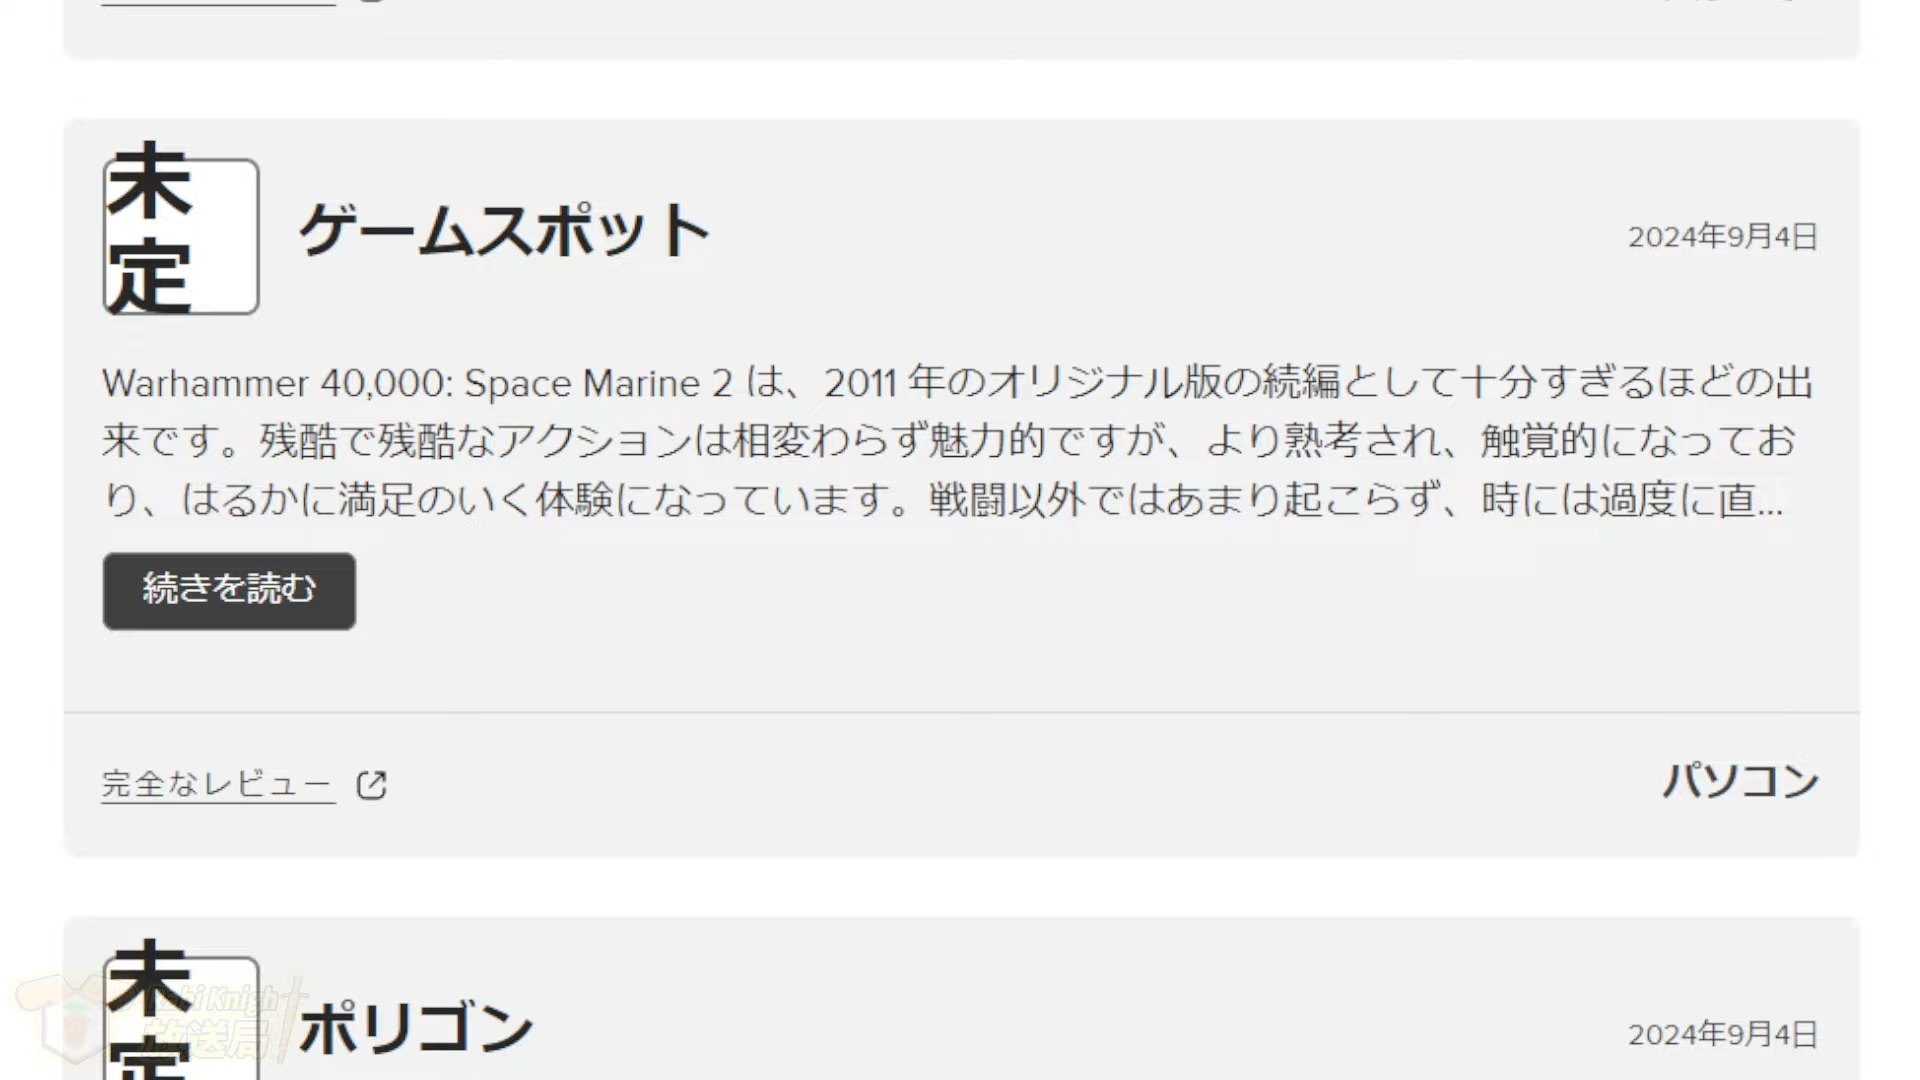 未
定
ゲームスポット
2024年9月4日
Warhammer 40,000: Space Marine 2 は、2011 年のオリジナル版の続編として十分すぎるほどの出
来です。残酷で残酷なアクションは相変わらず魅力的ですが、より熟考され、触覚的になってお
り、はるかに満足のいく体験になっています。戦闘以外ではあまり起こらず、時には過度に直...
続きを読む
完全なレビュー
パソコン
未
定
ポリゴン
2024年9月4日
放送局